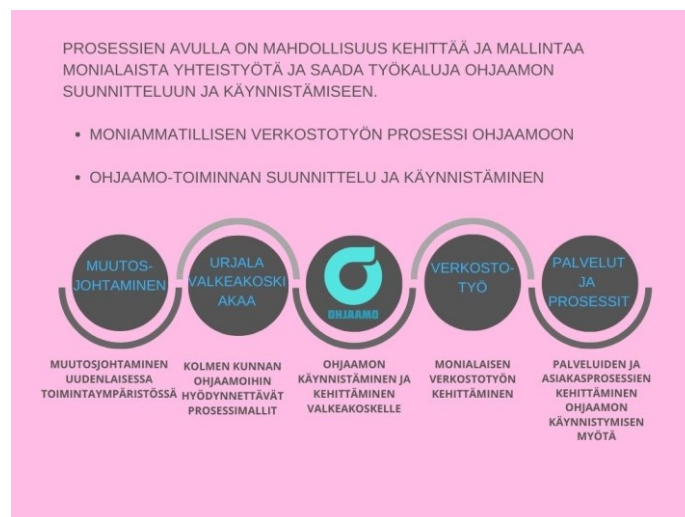 PROSESSIEN AVULLA ON MAHDOLLISUUS KEHITTÄÄ JA MALLINTAA
MONIALAISTA YHTEISTYÖTÄ JA SAADA TYÖKALUJA OHJAAMON
SUUNNITTELUUN JA KÄYNNISTÄMISEEN.
• MONIAMMATILLISEN VERKOSTOTYÖN PROSESSI OHJAAMOON
• OHJAAMO-TOIMINNAN SUUNNITTELU JA KÄYNNISTÄMINEN
MUUTOS-
JOHTAMINEN
URJALA
VALKEAKOSKI
AKAA
OHJAAMO
VERKOSTO-
TYÖ
PALVELUT
JA
PROSESSIT
MUUTOSJOHTAMINEN
UUDENLAISESSA
TOIMINTAYMPÄRISTÖSSÄ
KOLMEN KUNNAN
OHJAAMOIHIN
HYÖDYNNETTÄVÄT
PROSESSIMALLIT
OHJAAMON
KÄYNNISTÄMINEN JA
KEHITTÄMINEN
VALKEAKOSKELLE
MONIALAISEN
VERKOSTOTYÖN
KEHITTÄMINEN
PALVELUIDEN JA
ASIAKASPROSESSIEN
KEHITTÄMINEN
OHJAAMON
KÄYNNISTYMISEN
MYÖTÄ